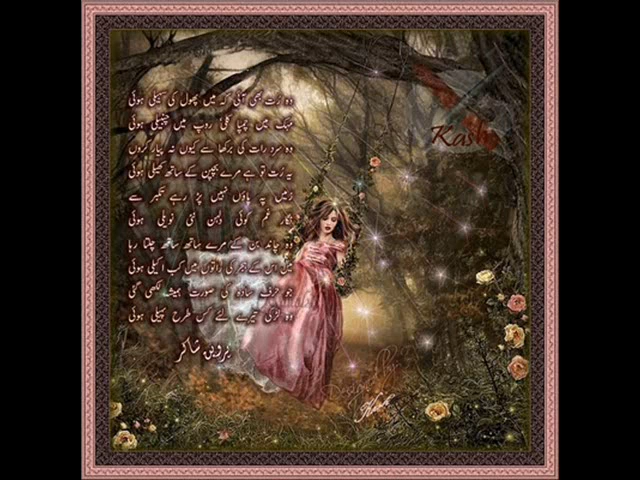 وہ رُت بھی آئی کہ میں پھول کی سہیلی ہوئی
مہک میں چمپا کلی، روپ میں چنبیلی ہوئی
وہ سرد رات کی برکھا سے کیوں نہ پیار کروں
یہ رُت تو ہے مرے بچپن کے ساتھ کھیلی ہوئی
زمیں پہ پاؤں نہیں پڑ رہے تکبر سے
نگار غم کوئی دلہن نئی نویلی ہوئی
وہ چاند بن کے مرے ساتھ ساتھ چلتا رہا
میں اس کے ہجر کی راتوں میں کب اکیلی ہوئی
جو حرف سادہ کی صورت ہمیشہ لکھی گئی
وہ لڑکی تیرے لئے کس طرح پہیلی ہوئی
پروین شاکر